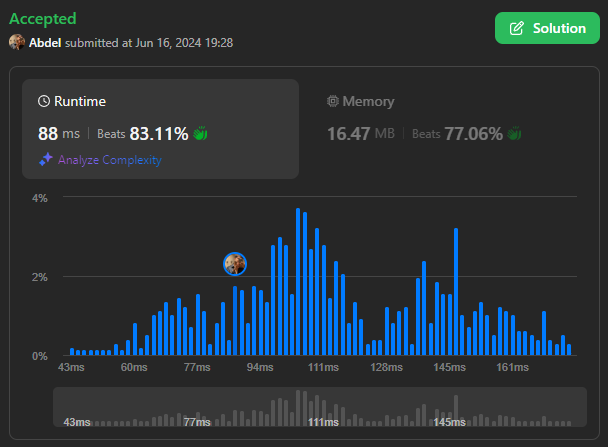 Accepted
Abdel submitted at Jun 16, 2024 19:28
Solution
Runtime
88 ms | Beats 83.11%
Analyze Complexity
Memory
16.47 MB | Beats 77.06%
4%
2%
0%
43ms 60ms 77ms 94ms 111ms 128ms 145ms 161ms
43ms 77ms 111ms 145ms